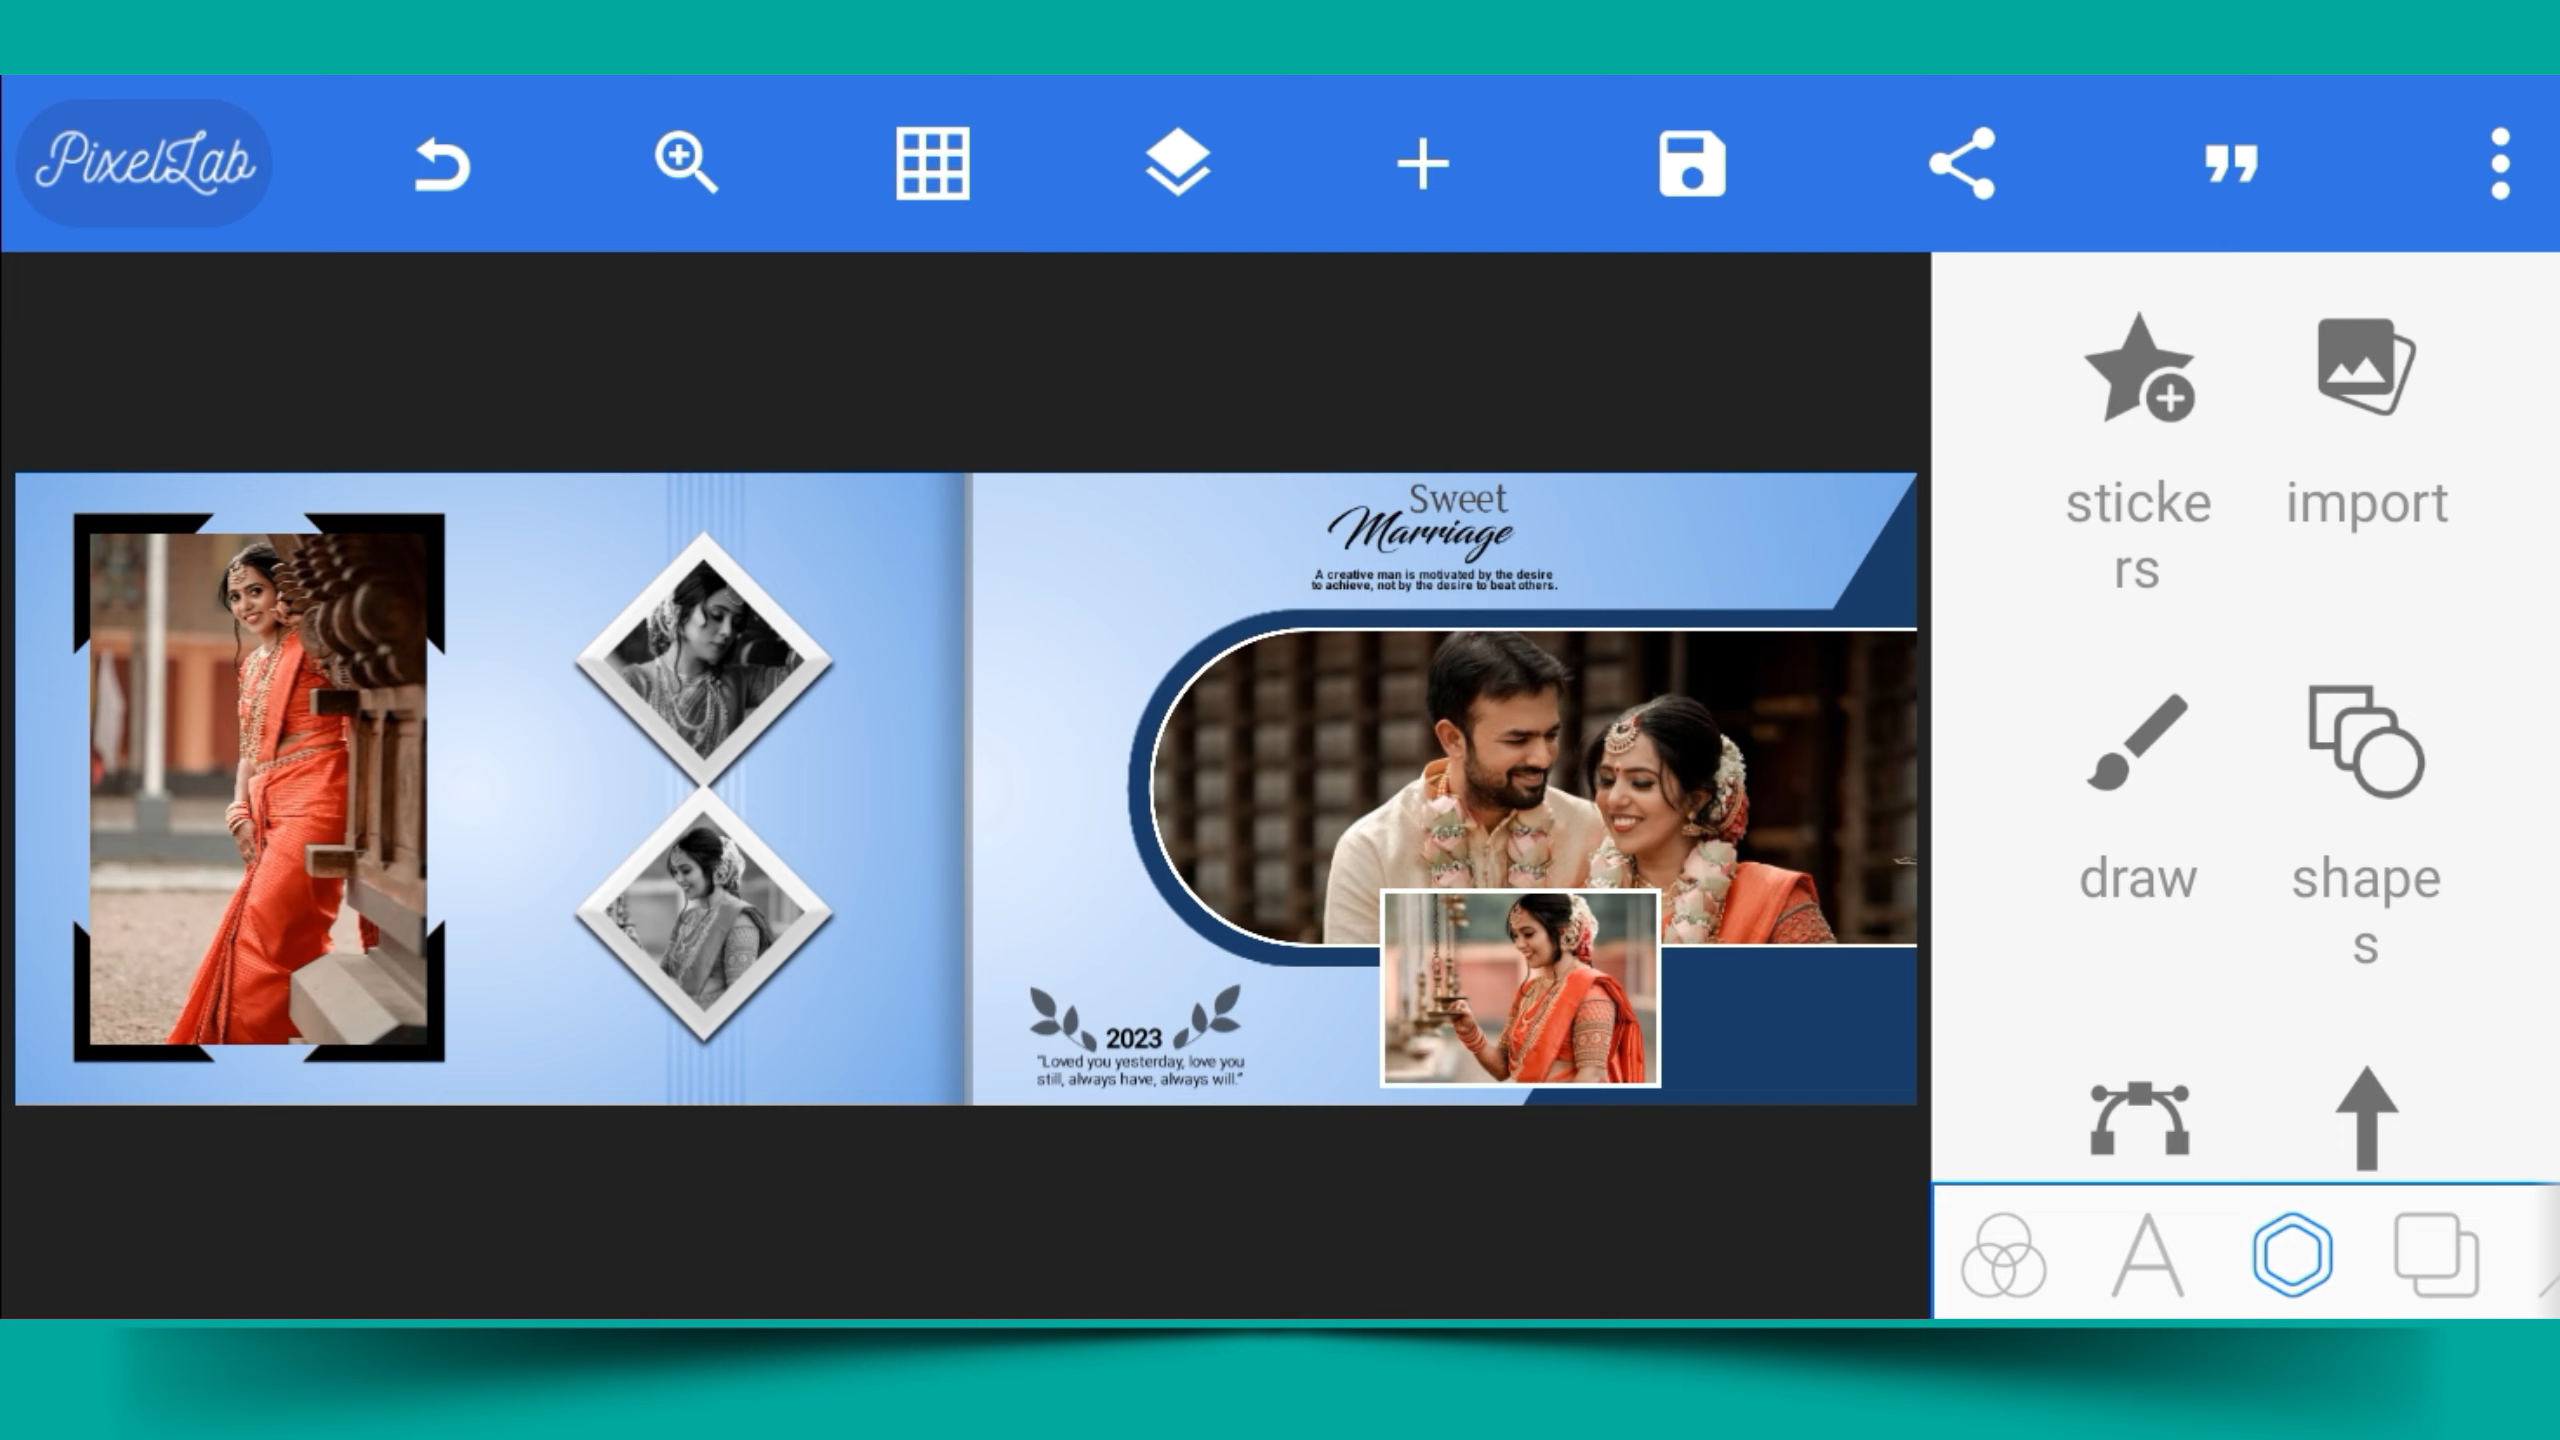 PixelLab
sticke
rs
import
draw
shape
s
Sweet
Marriage
A creative man is motivated by the desire
to achieve, not by the desire to beat others.
2023
"Loved you yesterday, love you
still, always have, always will."